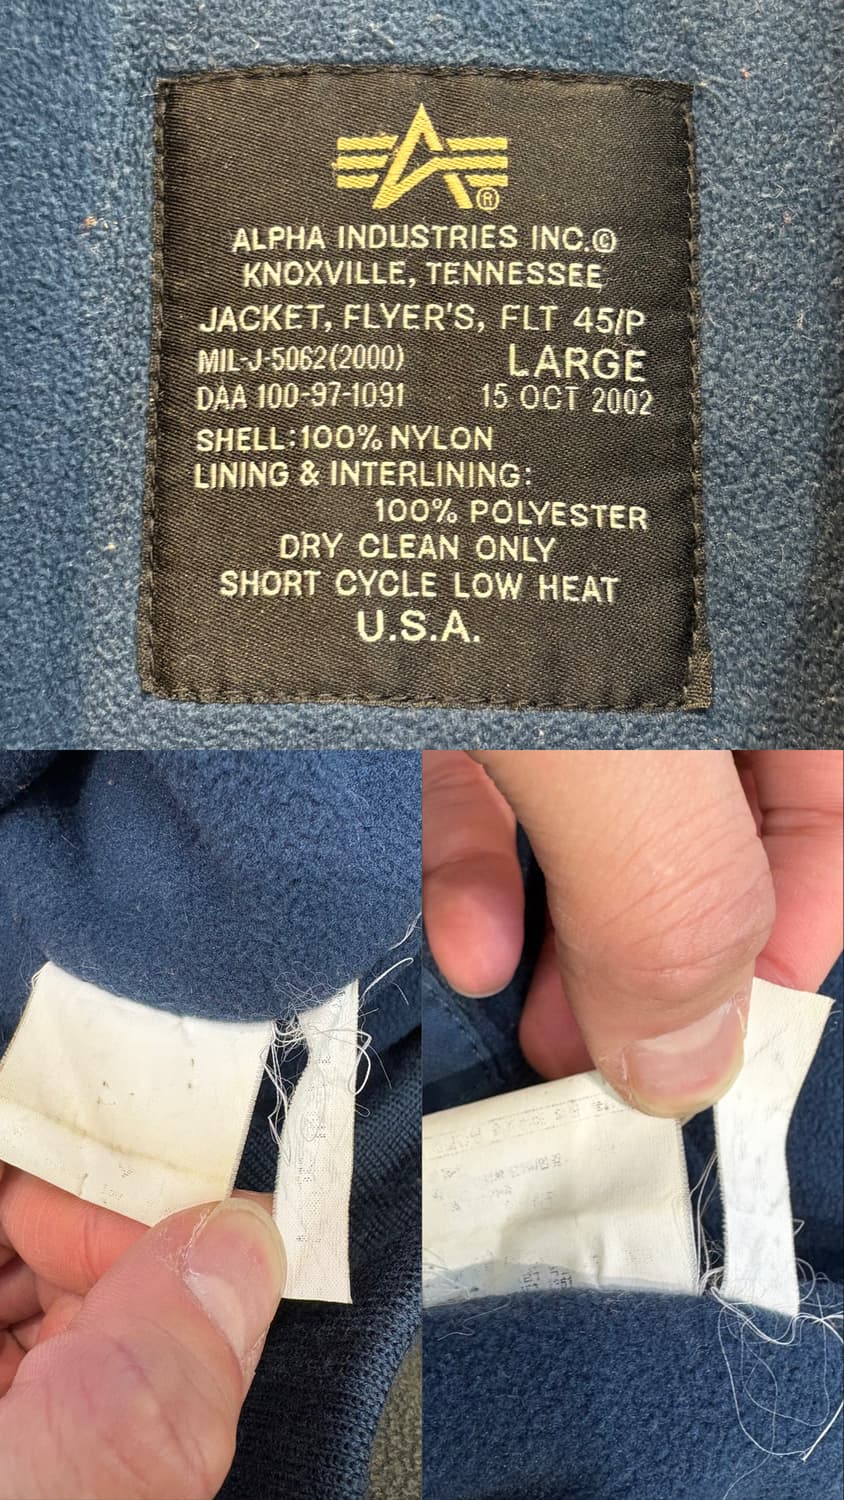 ALPHA INDUSTRIES INC.©
KNOXVILLE, TENNESSEE
JACKET, FLYER'S, FLT 45/P
MIL-J-5062(2000) LARGE
DAA 100-97-1091 15 OCT 2002
SHELL:100% NYLON
LINING & INTERLINING:
100% POLYESTER
DRY CLEAN ONLY
SHORT CYCLE LOW HEAT
U.S.A.